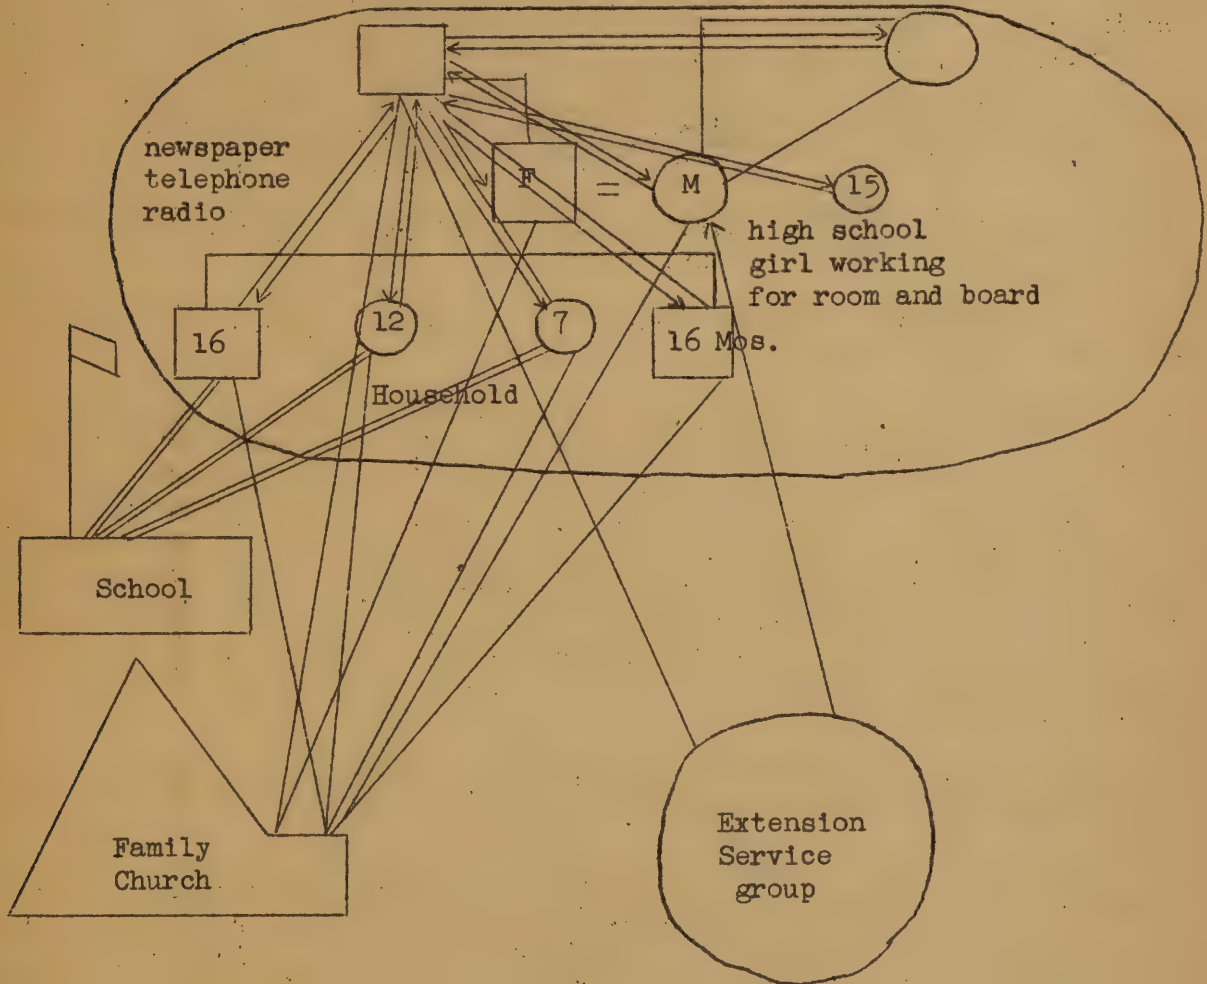 newspaper
telephone
radio
F
=
M
15
high school
girl working
for room and board
16
12
7
16 Mos.
Household
School
Family
Church
Extension
Service
group